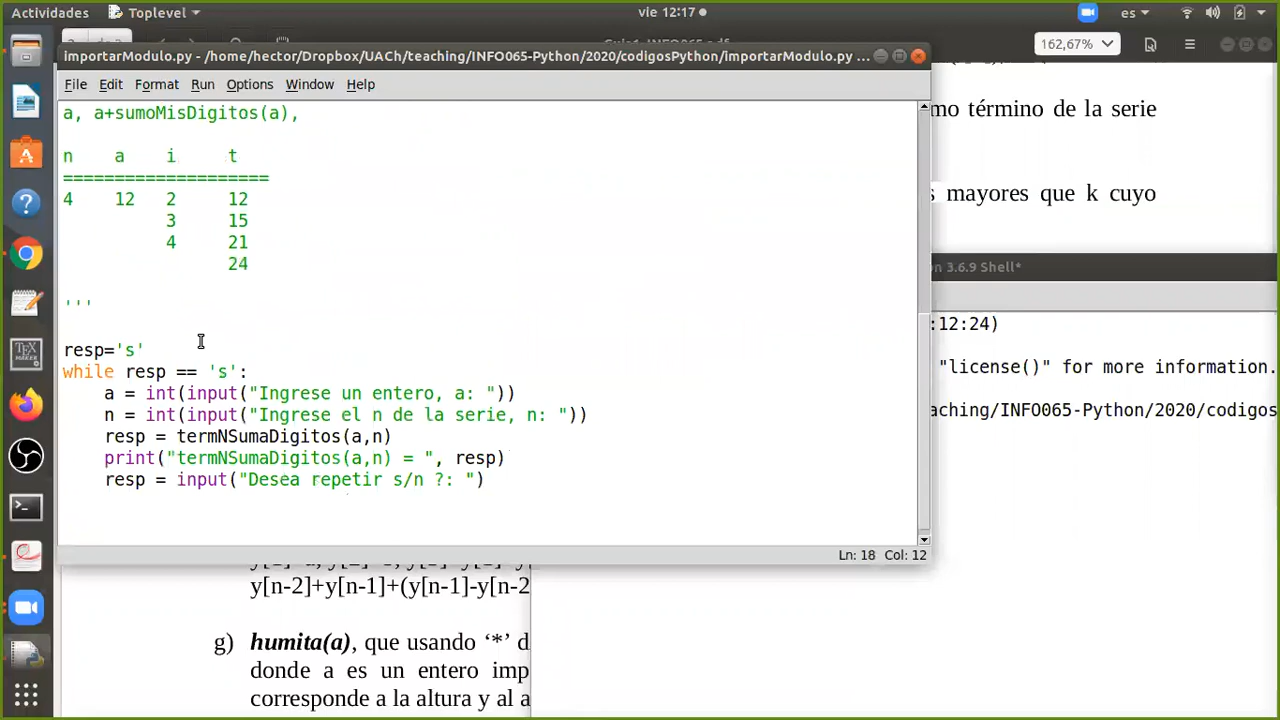 Actividades
Toplevel
vie 12:17
es
162,67%
importarModulo.py - /home/hector/Dropbox/UACh/teaching/INFO065-Python/2020/codigosPython/importarModulo.py ...
File Edit Format Run Options Window Help
a, a+sumoMisDigitos(a),
n a i t
====================
4 12 2 12
3 15
4 21
24
'''
resp='s'
while resp == 's':
a = int(input("Ingrese un entero, a: "))
n = int(input("Ingrese el n de la serie, n: "))
resp = termNSumaDigitos(a,n)
print("termNSumaDigitos(a,n) = ", resp)
resp = input("Desea repetir s/n ?: ")
Ln: 18 Col: 12
mo término de la serie
s mayores que k cuyo
on 3.6.9 Shell*
:12:24)
"license()" for more information.
eaching/INFO065-Python/2020/codigos
y[n-2]+y[n-1]+(y[n-1]-y[n-2
g) humita(a), que usando ‘*’ d
donde a es un entero imp
corresponde a la altura y al a